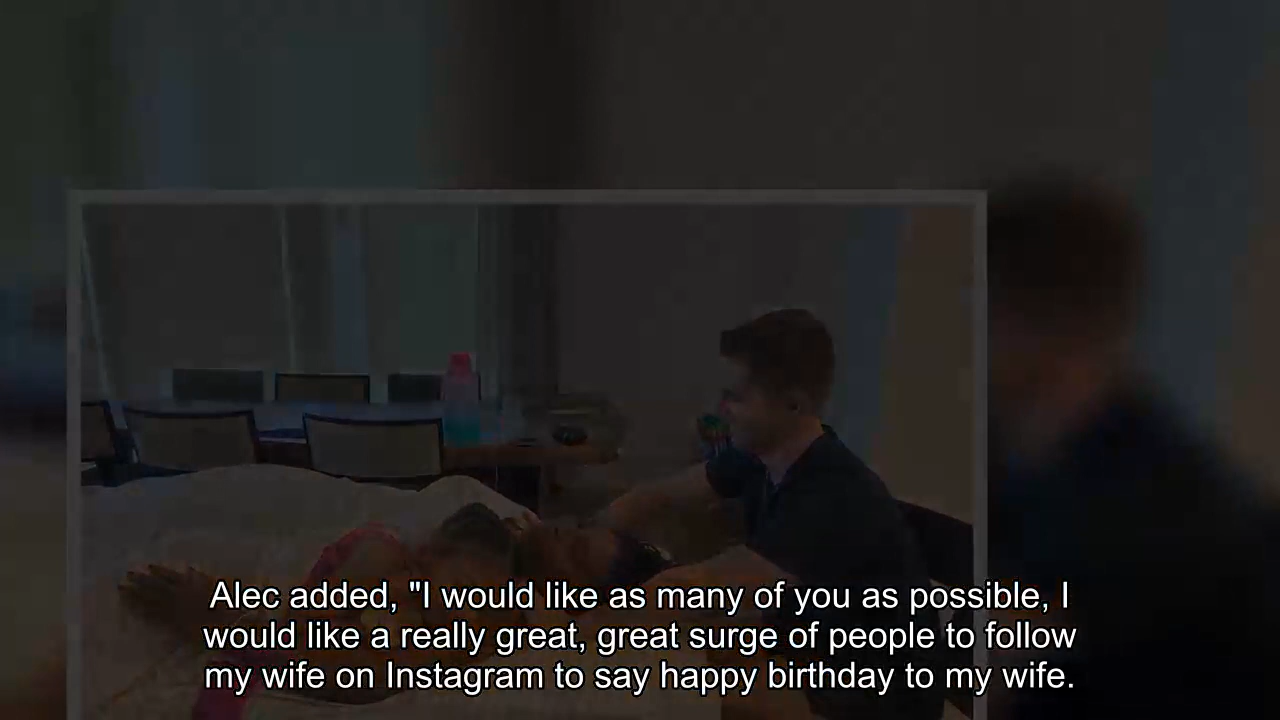 Alec added, "I would like as many of you as possible, I
would like a really great, great surge of people to follow
my wife on Instagram to say happy birthday to my wife.